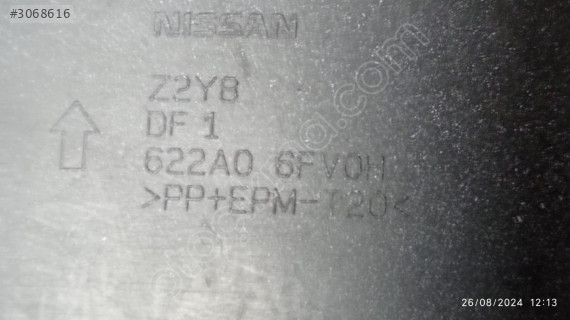 #3068616
NISSAN
Z2Y8
DF 1
622A0 6FV0H
>PP+EPM-T20<
26/08/2024 12:13